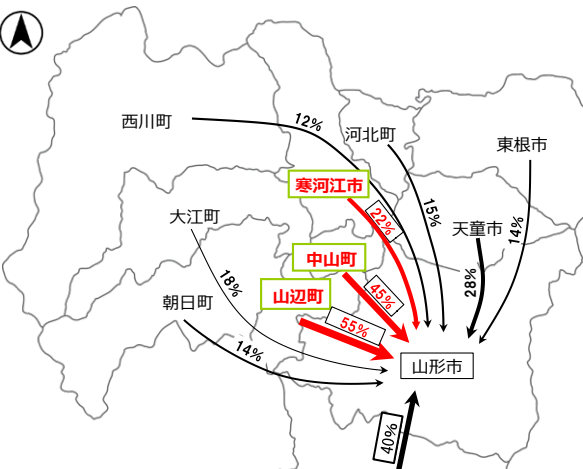 西川町
12%
河北町
東根市
寒河江市
22%
15%
大江町
天童市
14%
中山町
18%
28%
45%
山辺町
朝日町
55%
14%
山形市
40%